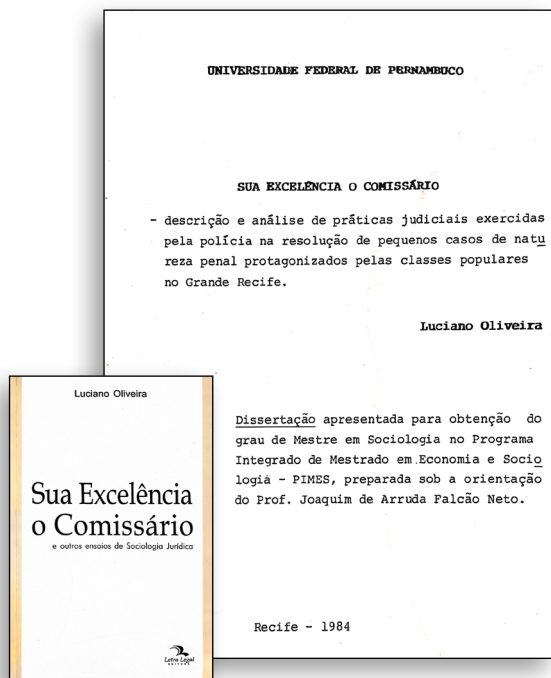 UNIVERSIDADE FEDERAL DE PERNAMBUCO
SUA EXCELÊNCIA O COMISSÁRIO
- descrição e análise de práticas judiciais exercidas
pela polícia na resolução de pequenos casos de natu
reza penal protagonizados pelas classes populares
no Grande Recife.
Luciano Oliveira
Dissertação apresentada para obtenção do
grau de Mestre em Sociologia no Programa
Integrado de Mestrado em Economia e Socio
logia - PIMES, preparada sob a orientação
do Prof. Joaquim de Arruda Falcão Neto.
Recife - 1984
Luciano Oliveira
Sua Excelência
o Comissário
e outros ensaios de Sociologia Jurídica
Letra Legal
EDITORA